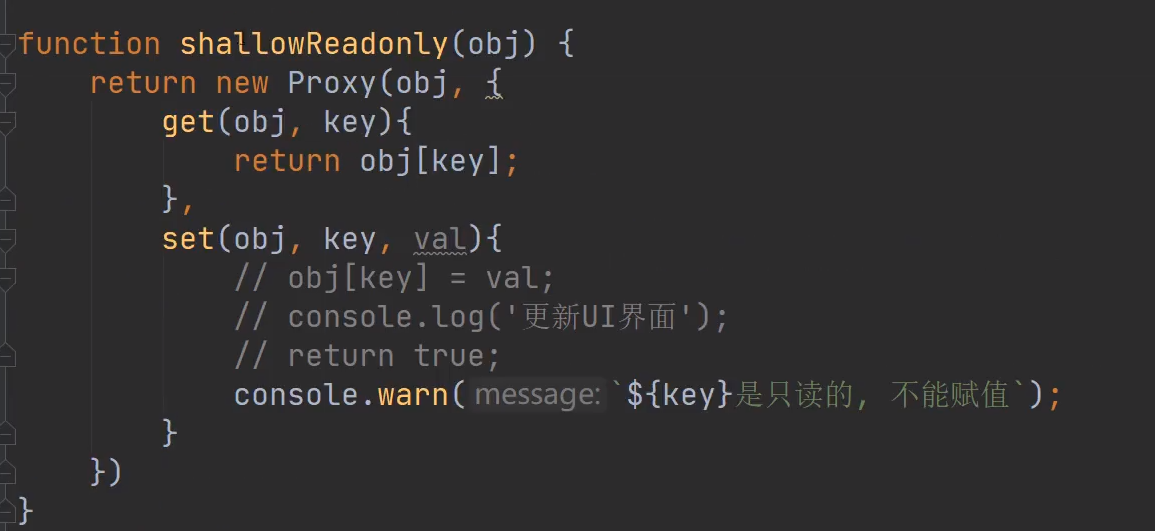 function shallowReadonly(obj) {
    return new Proxy(obj, {
        get(obj, key){
            return obj[key];
        },
        set(obj, key, val){
            // obj[key] = val;
            // console.log('更新UI界面');
            // return true;
            console.warn( message: `${key}是只读的, 不能赋值`);
        }
    })
}